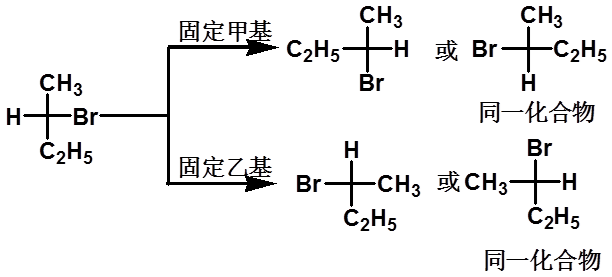 CH3
H Br
C2H5
固定甲基
CH3
C2H5 H
Br
或
CH3
Br C2H5
H
同一化合物
固定乙基
H
Br CH3
C2H5
或
Br
CH3 H
C2H5
同一化合物